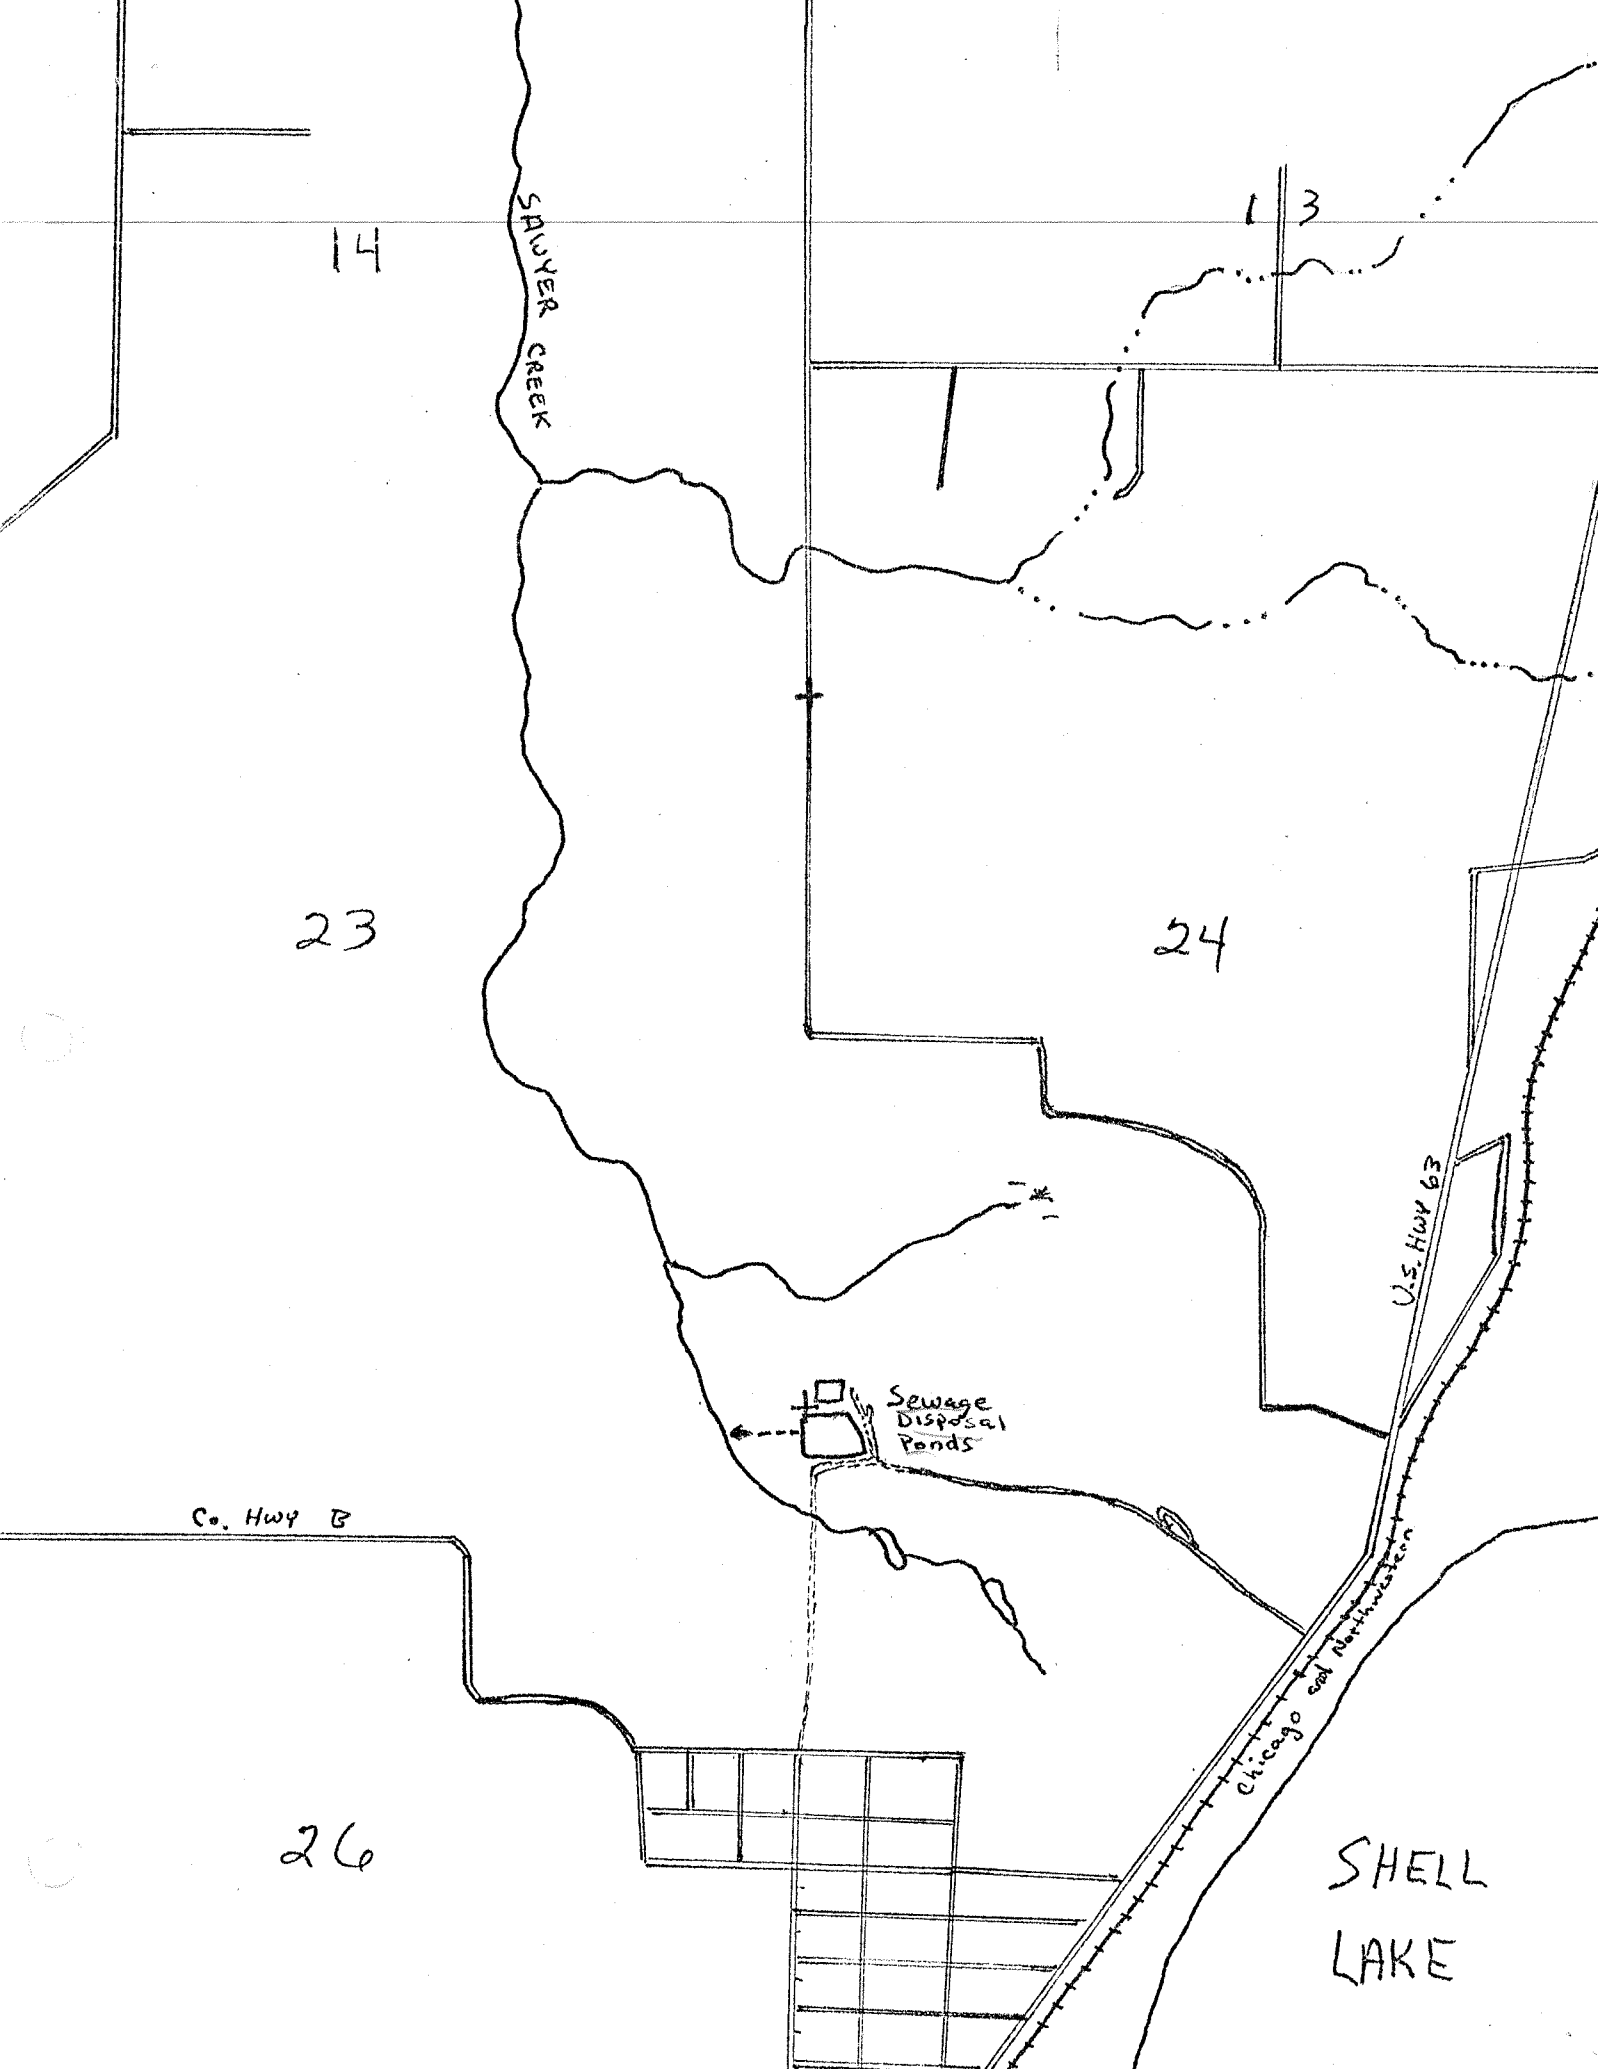 13
14
SAWYER CREEK
23
24
U.S. HWY 63
Sewage
Disposal
Ponds
Co. HWY B
Chicago and Northwestern
26
SHELL
LAKE